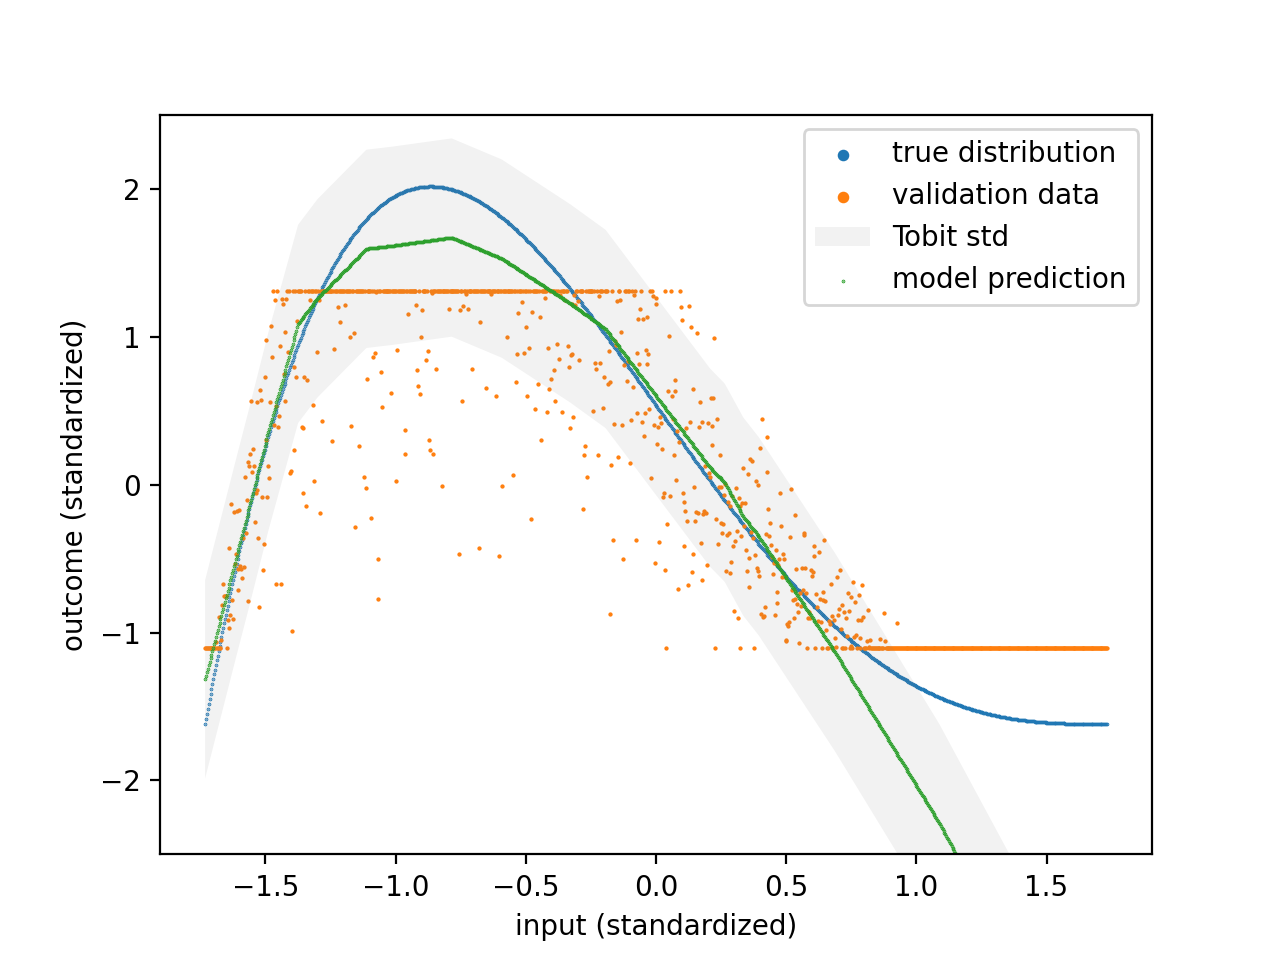 true distribution
validation data
Tobit std
model prediction
2
1
0
−1
−2
outcome (standardized)
−1.5 −1.0 −0.5 0.0 0.5 1.0 1.5
input (standardized)